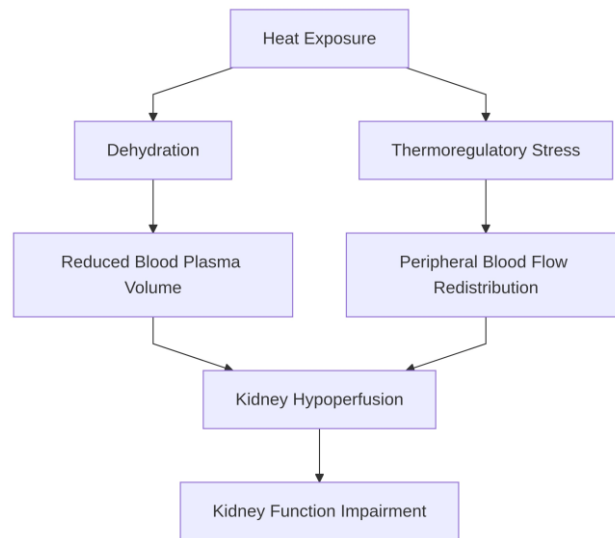 Heat Exposure
Dehydration
Thermoregulatory Stress
Reduced Blood Plasma
Volume
Peripheral Blood Flow
Redistribution
Kidney Hypoperfusion
Kidney Function Impairment